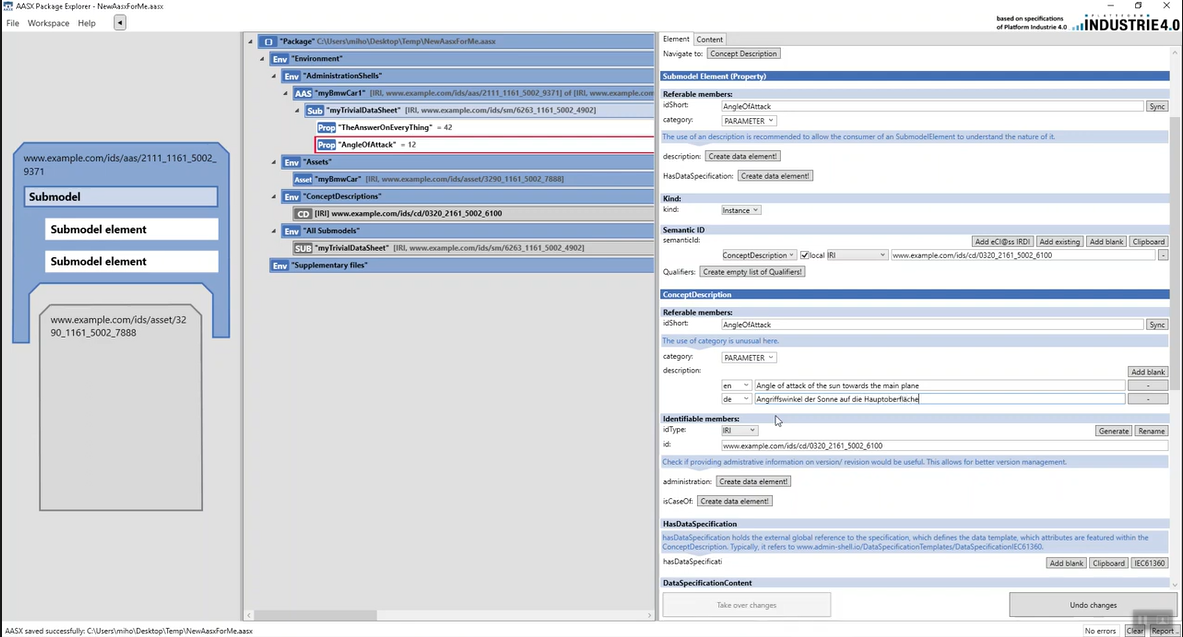 AASX Package Explorer - NewAasxForMe.aasx
File Workspace Help
based on specifications
of Platform Industrie 4.0
PLATTFORM
INDUSTRIE4.0
www.example.com/ids/aas/2111_1161_5002_
9371
Submodel
Submodel element
Submodel element
www.example.com/ids/asset/32
90_1161_5002_7888
"Package" C:\Users\miho\Desktop\Temp\NewAasxForMe.aasx
Env "Environment"
Env "AdministrationShells"
AAS "myBmwCar1" [IRI, www.example.com/ids/aas/2111_1161_5002_9371] of [IRI, www.example.com
Sub "myTrivialDataSheet" [IRI, www.example.com/ids/sm/6263_1161_5002_4902]
Prop "TheAnswerOnEveryThing" = 42
Prop "AngleOfAttack" = 12
Env "Assets"
Asset "myBmwCar" [IRI, www.example.com/ids/asset/3290_1161_5002_7888]
Env "ConceptDescriptions"
CD [IRI] www.example.com/ids/cd/0320_2161_5002_6100
Env "All Submodels"
SUB "myTrivialDataSheet" [IRI, www.example.com/ids/sm/6263_1161_5002_4902]
Env "Supplementary files"
Element Content
Navigate to: Concept Description
Submodel Element (Property)
Referable members:
idShort: AngleOfAttack Sync
category: PARAMETER
The use of an description is recommended to allow the consumer of an SubmodelElement to understand the nature of it.
description: Create data element!
HasDataSpecification: Create data element!
Kind:
kind: Instance
Semantic ID
semanticId: Add eCl@ss IRDI Add existing Add blank Clipboard
ConceptDescription local IRI www.example.com/ids/cd/0320_2161_5002_6100 -
Qualifiers: Create empty list of Qualifiers!
ConceptDescription
Referable members:
idShort: AngleOfAttack Sync
The use of category is unusual here.
category: PARAMETER
description: Add blank
en Angle of attack of the sun towards the main plane -
de Angriffswinkel der Sonne auf die Hauptoberfläche -
Identifiable members:
idType: IRI Generate Rename
id: www.example.com/ids/cd/0320_2161_5002_6100
Check if providing admistrative information on version/ revision would be useful. This allows for better version management.
administration: Create data element!
isCaseOf: Create data element!
HasDataSpecification
hasDataSpecification holds the external global reference to the specification, which defines the data template, which attributes are featured within the
ConceptDescription. Typically, it refers to www.admin-shell.io/DataSpecificationTemplates/DataSpecificationIEC61360.
hasDataSpecificati Add blank Clipboard IEC61360
DataSpecificationContent
Take over changes Undo changes
AASX saved successfully: C:\Users\miho\Desktop\Temp\NewAasxForMe.aasx
No errors Clear Report..